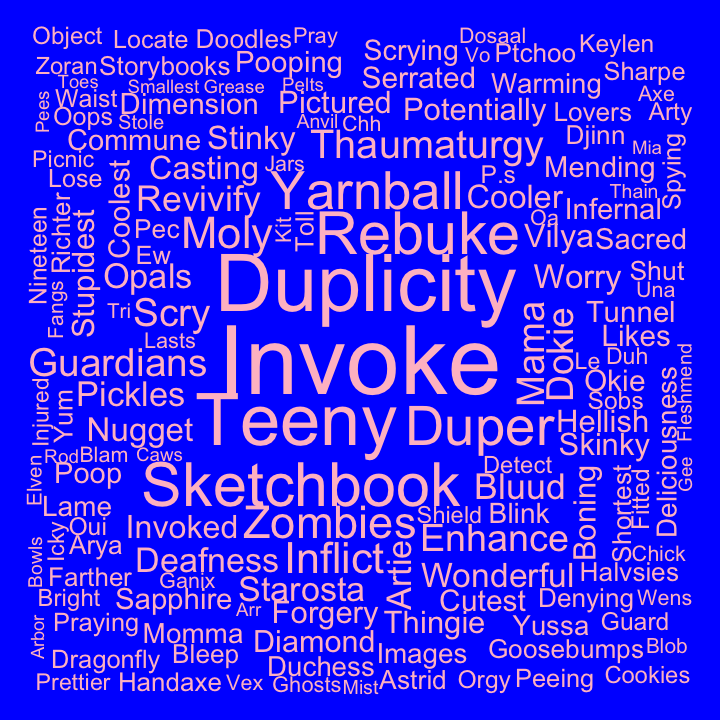 Object Locate Doodles Pray Dosaal
Scrying Vo Ptchoo Keylen
Zoran Storybooks Pooping Serrated Warming Sharpe
Toes Smallest Grease Pelts Axe
Pees Waist Dimension Pictured Potentially Lovers Arty
Oops Stole Anvil Chh Djinn Mia
Commune Stinky Thaumaturgy Spying
Picnic Lose Casting Jars P.s Mending
Coolest Revivify Yarnball Cooler Thain Infernal
Nineteen Richter Stupidest Pec Moly Kit Toll Rebuke Oa Villya Sacred
Ew Opals Duplicity Worry Shut Una
Fangs Tri Scry Invoke Mama Dokie Tunnel
Lasts Likes
Guardians Le Duh
Pickles Okie Fleshmend
Injured Yum Teeny Duper Sobs Deliciousness
Nugget Hellish
Rod Blam Caws Skinky Gee
Elven Poop Sketchbook Detect Bluud Boning Shortest Fitted
Lame Zombies Shield Blink
Oui Invoked Enhance
Icky Arya Deafness Inflict Artie Chick
Bowls Farther Ganix Wonderful Halvsies
Bright Sapphire Starosta Cutest Denying Wens
Arbor Praying Arr Forgery Thingie Yussa Guard
Momma Diamond
Dragonfly Bleep Duchess Images Goosebumps Blob
Prettier Handaxe Vex Ghosts Mist Astrid Orgy Peeing Cookies